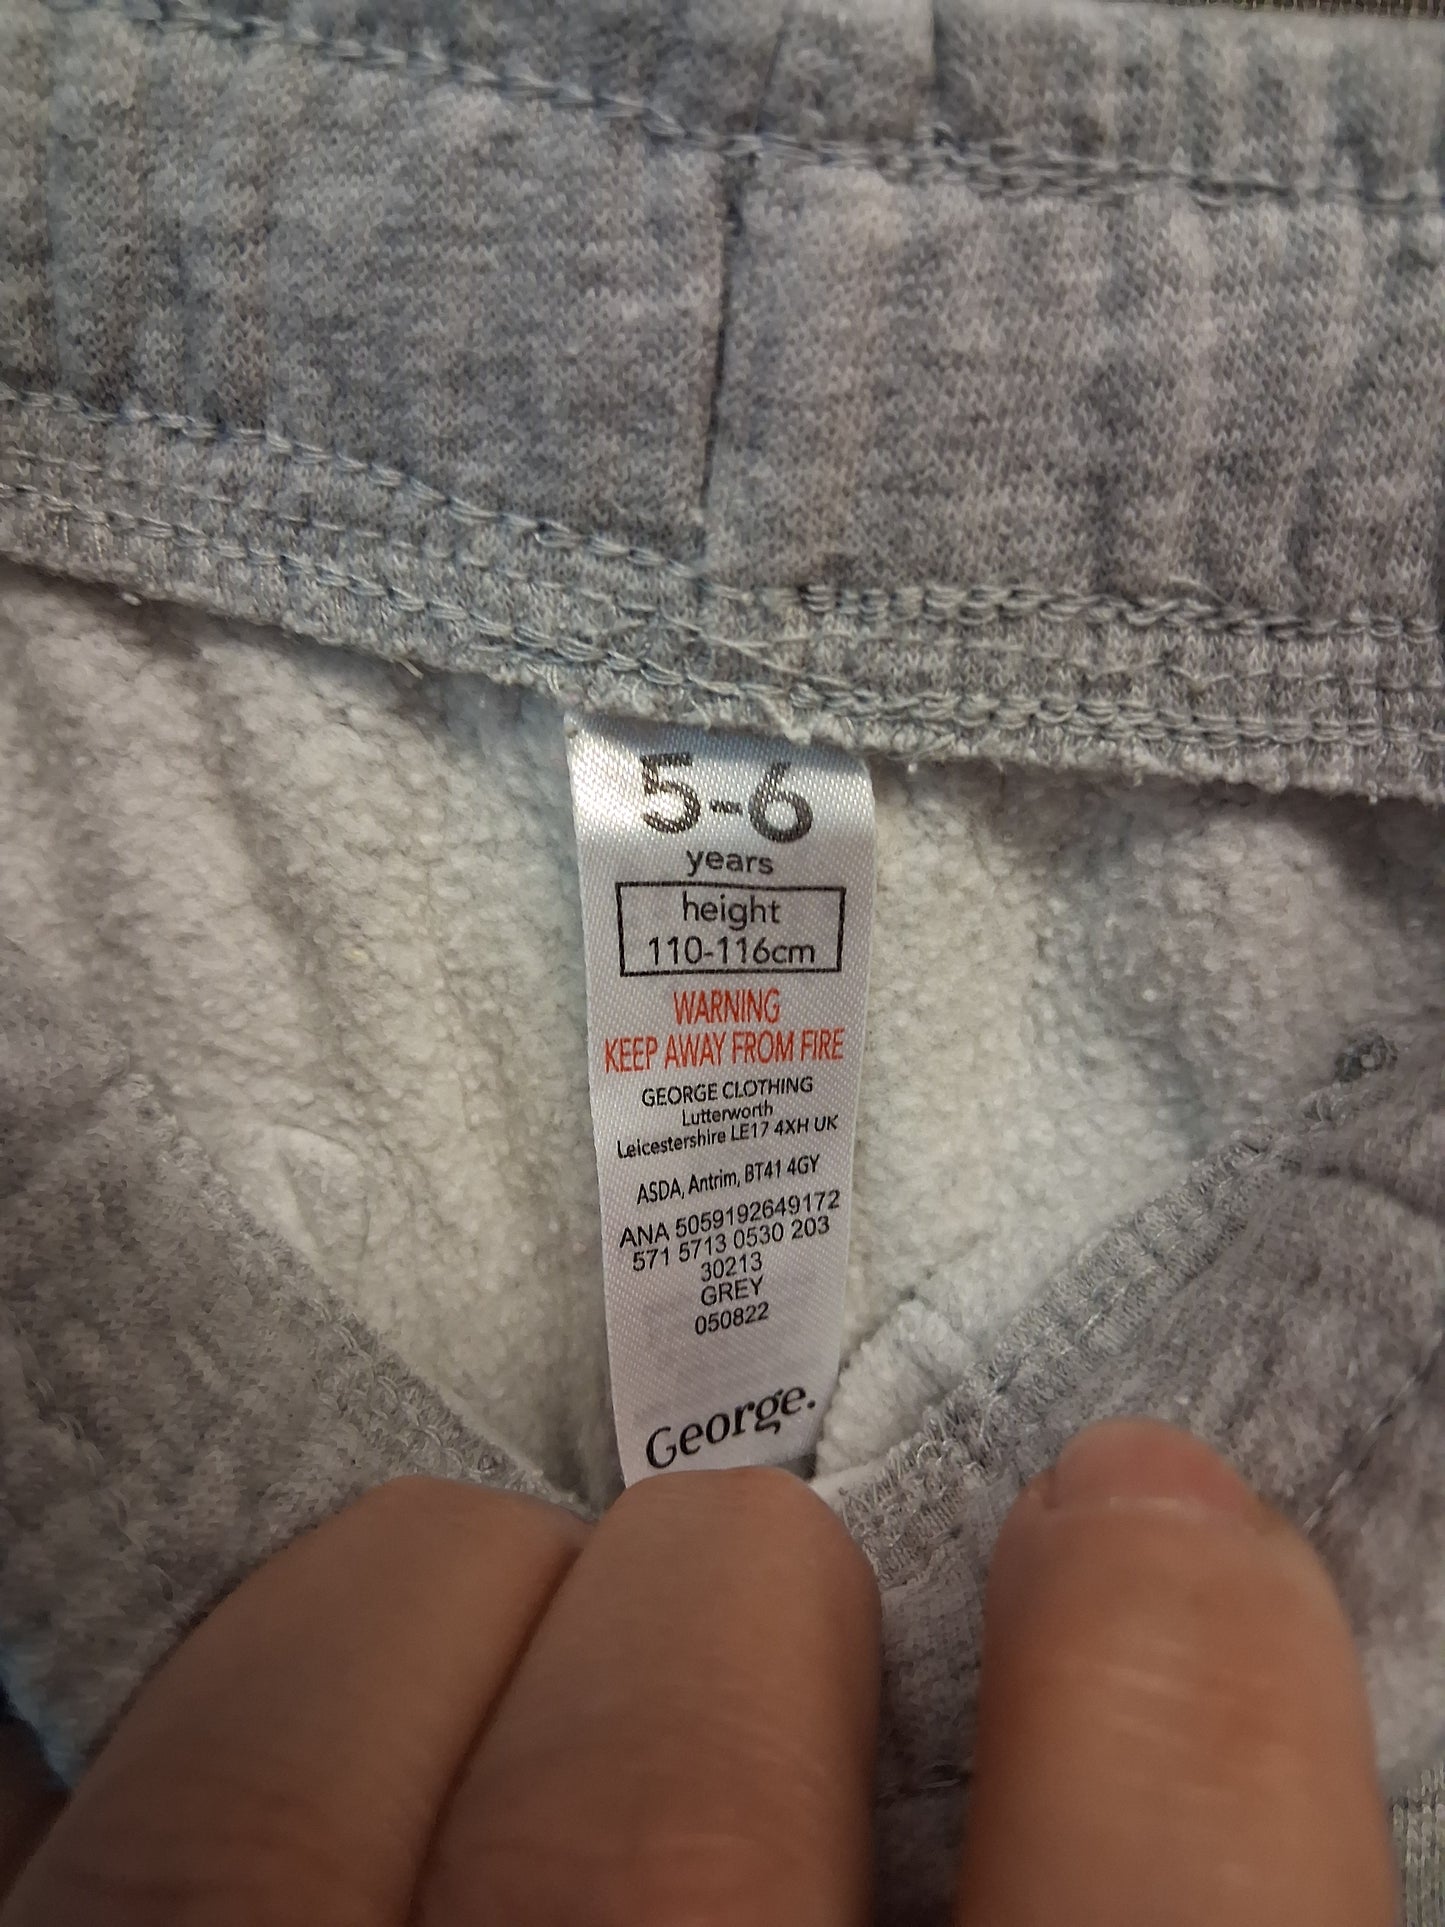 5-6
years
height
110-116cm
WARNING
KEEP AWAY FROM FIRE
GEORGE CLOTHING
Lutterworth
Leicestershire LE17 4XH UK
ASDA, Antrim, BT41 4GY
ANA 5059192649172
571 5713 0530 203
30213
GREY
050822
George.